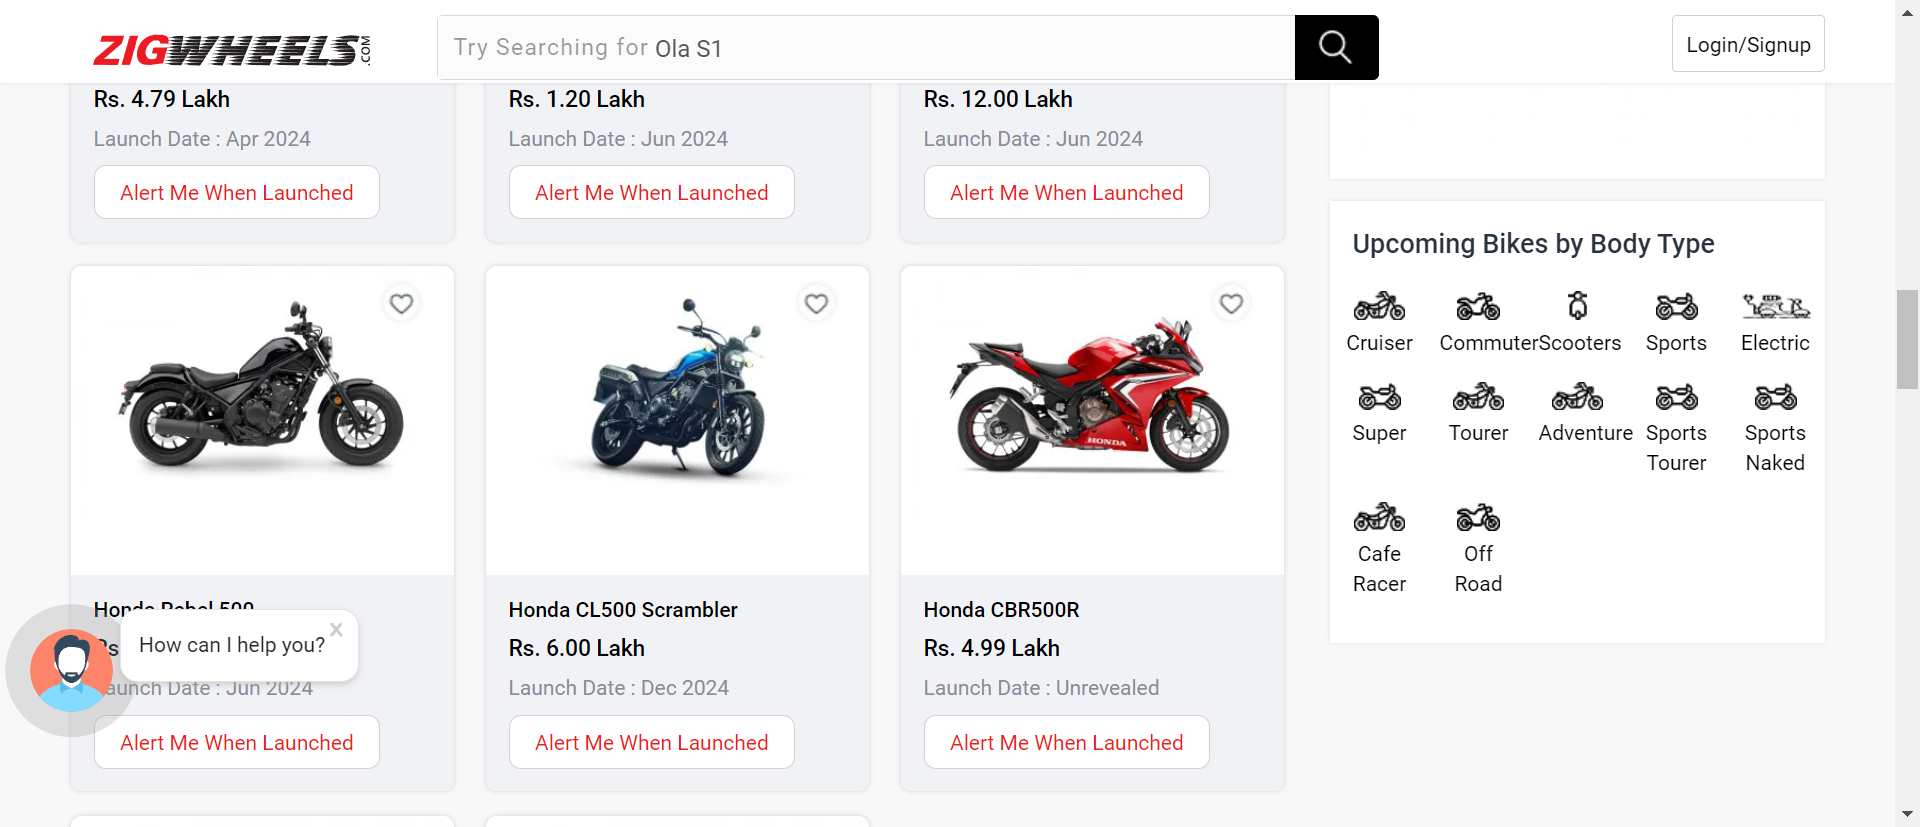 ZIGWHEELS.COM
Try Searching for Ola S1
Login/Signup
Rs. 4.79 Lakh
Launch Date : Apr 2024
Alert Me When Launched
Rs. 1.20 Lakh
Launch Date : Jun 2024
Alert Me When Launched
Rs. 12.00 Lakh
Launch Date : Jun 2024
Alert Me When Launched
Honda Rebel 500
Rs
Launch Date : Jun 2024
Alert Me When Launched
Honda CL500 Scrambler
Rs. 6.00 Lakh
Launch Date : Dec 2024
Alert Me When Launched
HONDA
Honda CBR500R
Rs. 4.99 Lakh
Launch Date : Unrevealed
Alert Me When Launched
Upcoming Bikes by Body Type
Cruiser
Commuter
Scooters
Sports
Electric
Super
Tourer
Adventure
Sports
Tourer
Sports
Naked
Cafe
Racer
Off
Road
How can I help you?